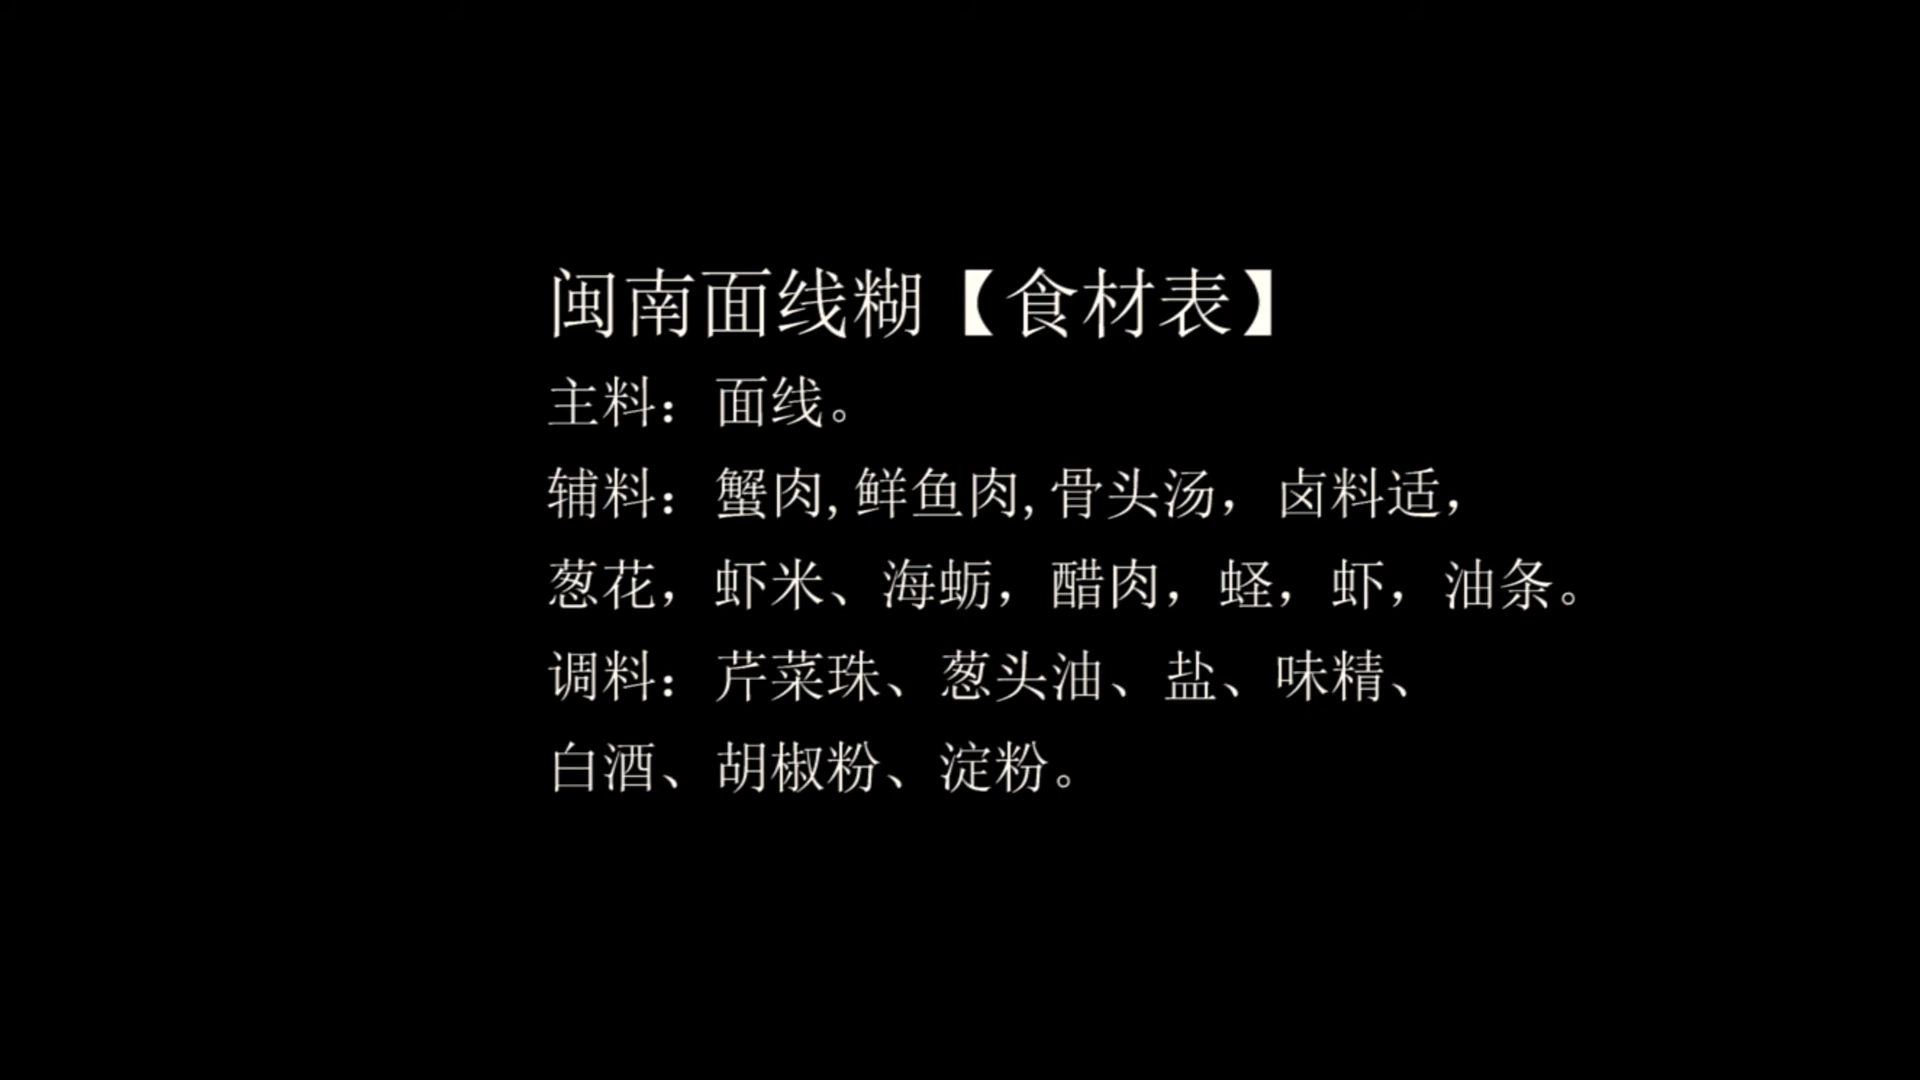 闽南面线糊【食材表】
主料：面线。
辅料：蟹肉,鲜鱼肉,骨头汤，卤料适，
葱花，虾米、海蛎，醋肉，蛏，虾，油条。
调料：芹菜珠、葱头油、盐、味精、
白酒、胡椒粉、淀粉。